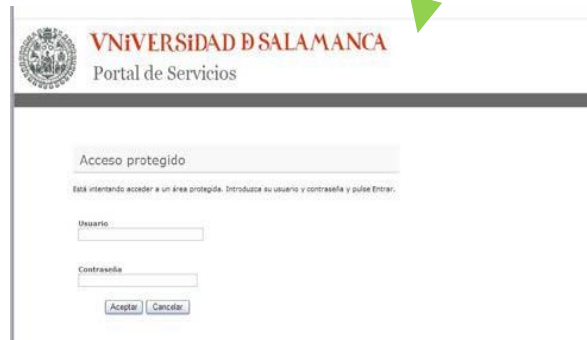 VNiVERSiDAD Ð SALAMANCA
Portal de Servicios
Acceso protegido
Está intentando acceder a un área protegida. Introduzca su usuario y contraseña y pulse Entrar.
Usuario
Contraseña
Aceptar Cancelar